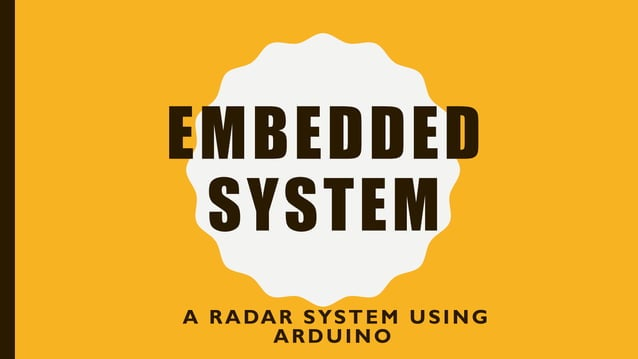 EMBEDDED
SYSTEM
A RADAR SYSTEM USING
ARDUINO